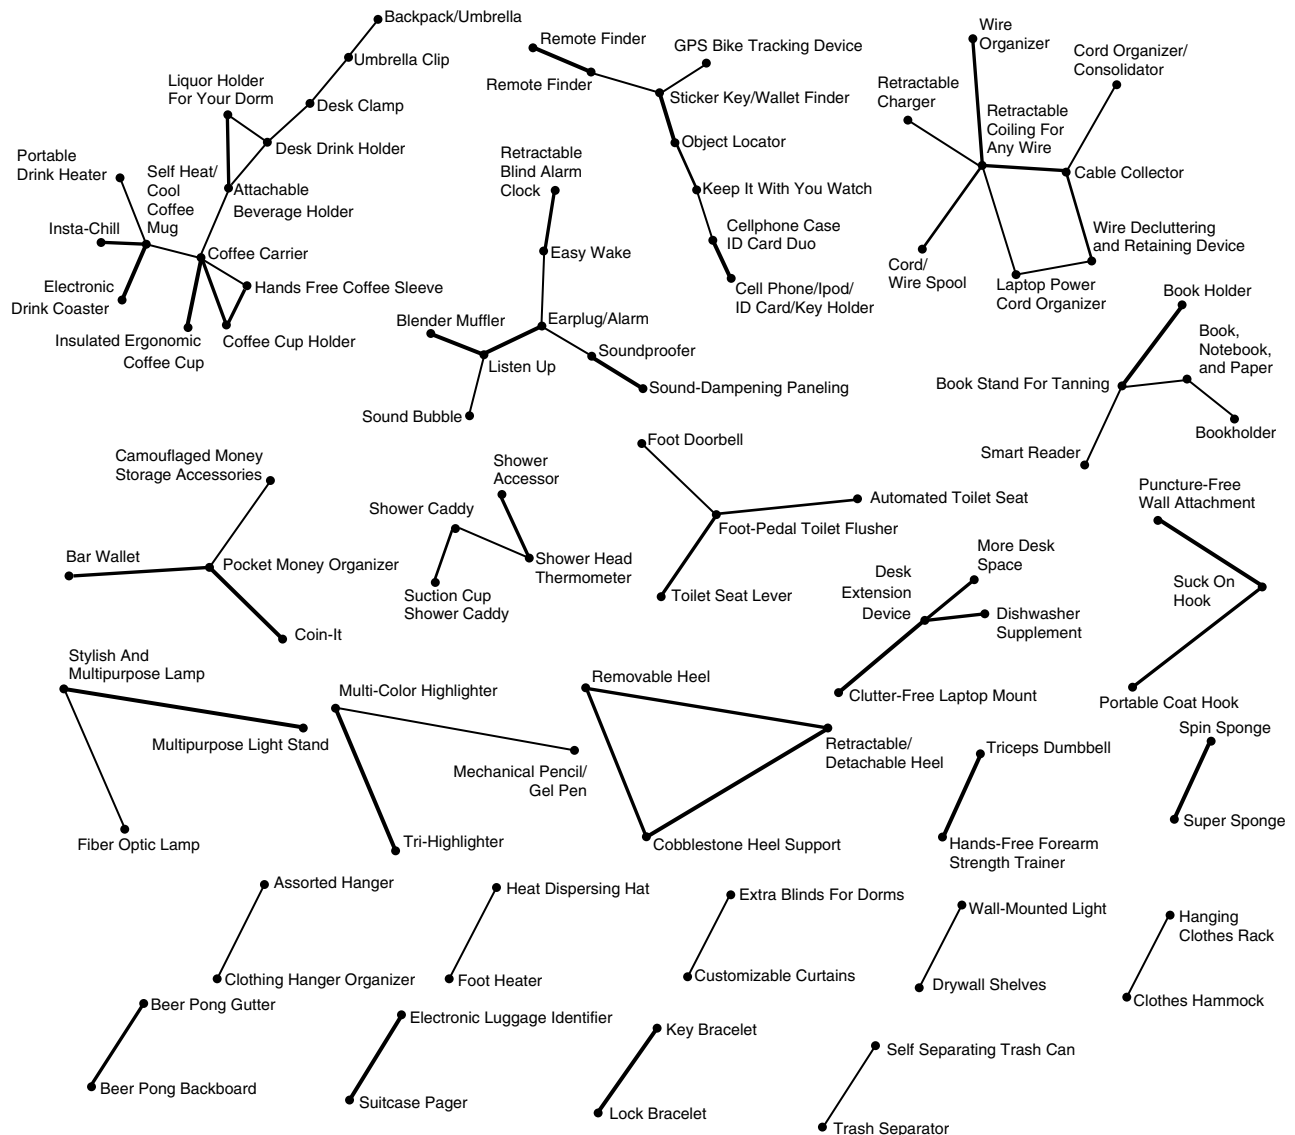 Backpack/Umbrella
Umbrella Clip
Liquor Holder
For Your Dorm
Desk Clamp
Desk Drink Holder
Portable
Drink Heater
Self Heat/
Cool
Coffee
Mug
Attachable
Beverage Holder
Insta-Chill
Coffee Carrier
Electronic
Drink Coaster
Hands Free Coffee Sleeve
Insulated Ergonomic
Coffee Cup
Coffee Cup Holder
Remote Finder
GPS Bike Tracking Device
Remote Finder
Sticker Key/Wallet Finder
Object Locator
Keep It With You Watch
Cellphone Case
ID Card Duo
Cell Phone/Ipod/
ID Card/Key Holder
Retractable
Blind Alarm
Clock
Easy Wake
Earplug/Alarm
Blender Muffler
Listen Up
Soundproofer
Sound-Dampening Paneling
Sound Bubble
Wire
Organizer
Cord Organizer/
Consolidator
Retractable
Charger
Retractable
Coiling For
Any Wire
Cable Collector
Wire Decluttering
and Retaining Device
Cord/
Wire Spool
Laptop Power
Cord Organizer
Book Holder
Book,
Notebook,
and Paper
Book Stand For Tanning
Bookholder
Smart Reader
Camouflaged Money
Storage Accessories
Bar Wallet
Pocket Money Organizer
Coin-It
Shower
Accessor
Shower Caddy
Shower Head
Thermometer
Suction Cup
Shower Caddy
Foot Doorbell
Automated Toilet Seat
Foot-Pedal Toilet Flusher
Toilet Seat Lever
More Desk
Space
Desk
Extension
Device
Dishwasher
Supplement
Clutter-Free Laptop Mount
Puncture-Free
Wall Attachment
Suck On
Hook
Portable Coat Hook
Stylish And
Multipurpose Lamp
Multipurpose Light Stand
Fiber Optic Lamp
Multi-Color Highlighter
Mechanical Pencil/
Gel Pen
Tri-Highlighter
Removable Heel
Retractable/
Detachable Heel
Cobblestone Heel Support
Triceps Dumbbell
Hands-Free Forearm
Strength Trainer
Spin Sponge
Super Sponge
Assorted Hanger
Clothing Hanger Organizer
Heat Dispersing Hat
Foot Heater
Extra Blinds For Dorms
Customizable Curtains
Wall-Mounted Light
Drywall Shelves
Hanging
Clothes Rack
Clothes Hammock
Beer Pong Gutter
Beer Pong Backboard
Electronic Luggage Identifier
Suitcase Pager
Key Bracelet
Lock Bracelet
Self Separating Trash Can
Trash Separator